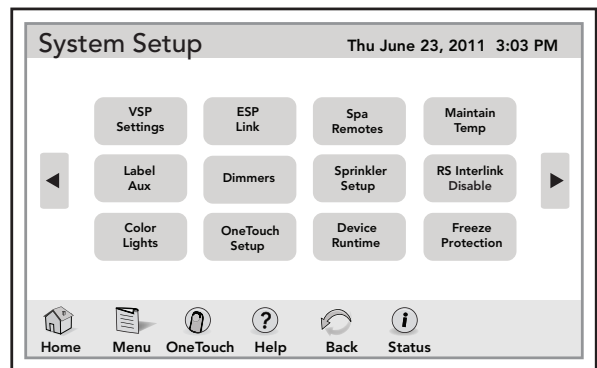 System Setup
Thu June 23, 2011 3:03 PM
VSP
Settings
ESP
Link
Spa
Remotes
Maintain
Temp
Label
Aux
Dimmers
Sprinkler
Setup
RS Interlink
Disable
Color
Lights
OneTouch
Setup
Device
Runtime
Freeze
Protection
Home
Menu
OneTouch
Help
Back
Status